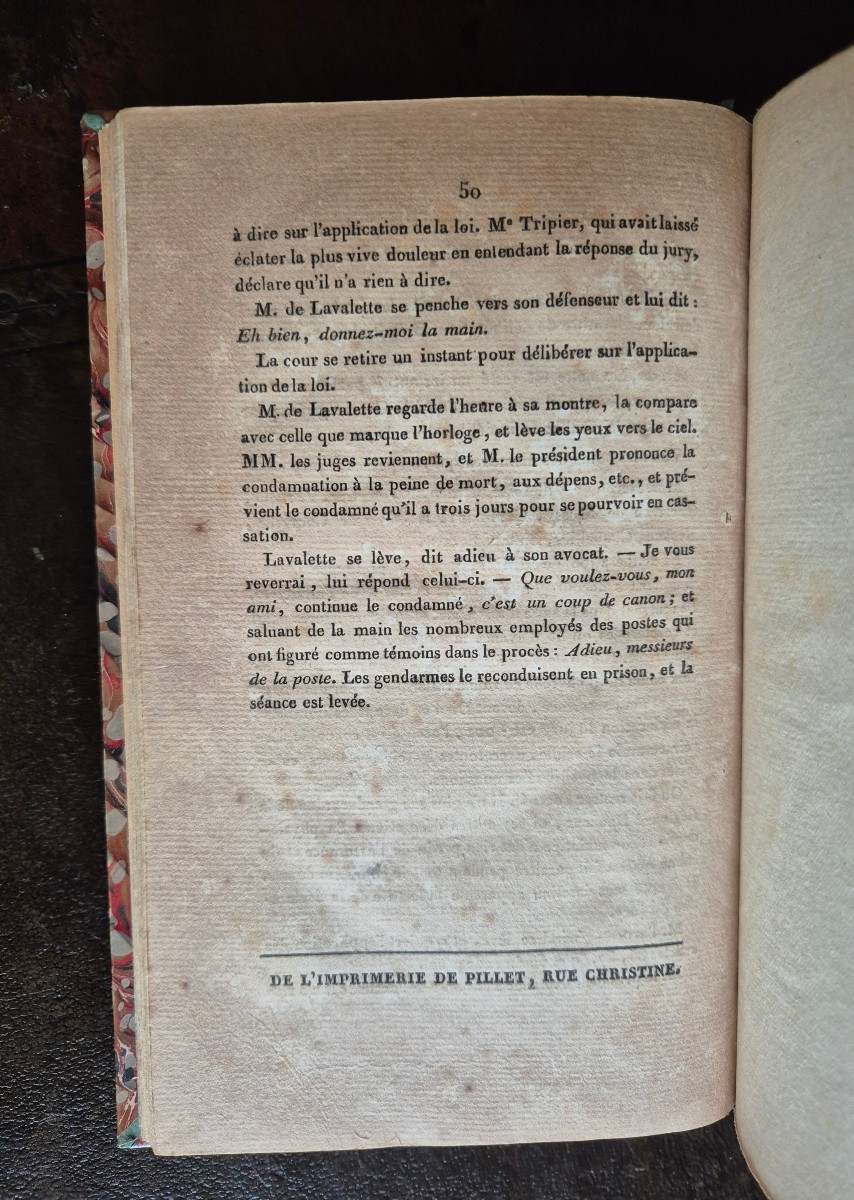 50
à dire sur l'application de la loi. Me Tripier, qui avait laissé
éclater la plus vive douleur en entendant la réponse du jury,
déclare qu'il n'a rien à dire.
M. de Lavalette se penche vers son défenseur et lui dit :
Eh bien, donnez-moi la main.
La cour se retire un instant pour délibérer sur l'applica-
tion de la loi.
M. de Lavalette regarde l'heure à sa montre, la compare
avec celle que marque l'horloge, et lève les yeux vers le ciel.
MM. les juges reviennent, et M. le président prononce la
condamnation à la peine de mort, aux dépens, etc., et pré-
vient le condamné qu'il a trois jours pour se pourvoir en cas-
sation.
Lavalette se lève, dit adieu à son avocat. — Je vous
reverrai, lui répond celui-ci. — Que voulez-vous, mon
ami, continue le condamné, c'est un coup de canon; et
saluant de la main les nombreux employés des postes qui
ont figuré comme témoins dans le procès : Adieu, messieurs
de la poste. Les gendarmes le reconduisent en prison, et la
séance est levée.
DE L'IMPRIMERIE DE PILLET, RUE CHRISTINE.